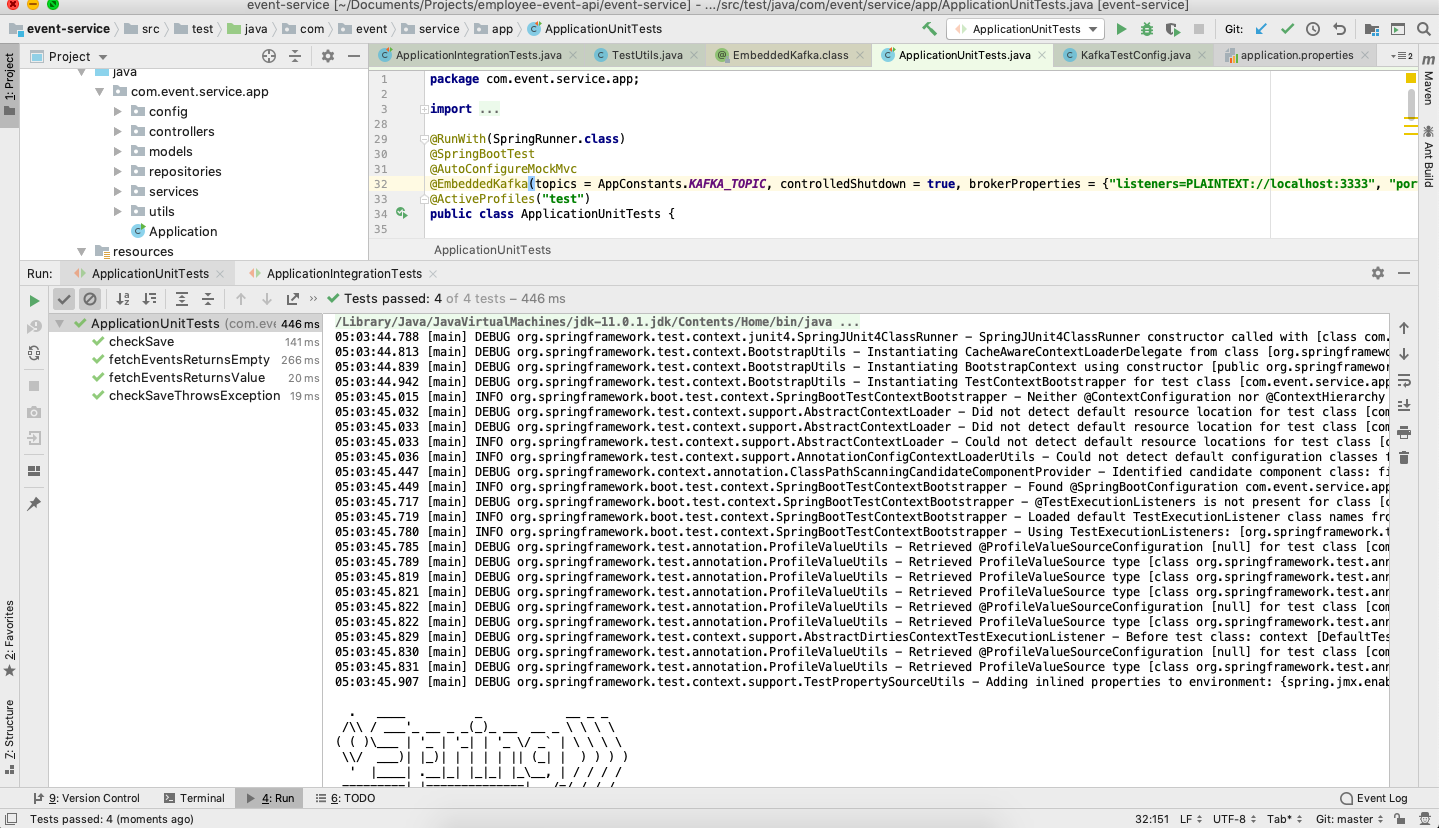 event-service [~/Documents/Projects/employee-event-api/event-service] - .../src/test/java/com/event/service/app/ApplicationUnitTests.java [event-service]
event-service src test java com event service app ApplicationUnitTests ApplicationUnitTests Git:
Project ApplicationIntegrationTests.java TestUtils.java EmbeddedKafka.class ApplicationUnitTests.java KafkaTestConfig.java application.properties 2
1: Project
Maven
Ant Build
java
com.event.service.app
config
controllers
models
repositories
services
utils
Application
resources
1 package com.event.service.app;
2
3 import ...
28
29 @RunWith(SpringRunner.class)
30 @SpringBootTest
31 @AutoConfigureMockMvc
32 @EmbeddedKafka(topics = AppConstants.KAFKA_TOPIC, controlledShutdown = true, brokerProperties = {"listeners=PLAINTEXT://localhost:3333", "por
33 @ActiveProfiles("test")
34 public class ApplicationUnitTests {
35
ApplicationUnitTests
Run: ApplicationUnitTests ApplicationIntegrationTests
Tests passed: 4 of 4 tests – 446 ms
ApplicationUnitTests (com.eve 446 ms
checkSave 141 ms
fetchEventsReturnsEmpty 266 ms
fetchEventsReturnsValue 20 ms
checkSaveThrowsException 19 ms
/Library/Java/JavaVirtualMachines/jdk-11.0.1.jdk/Contents/Home/bin/java ...
05:03:44.788 [main] DEBUG org.springframework.test.context.junit4.SpringJUnit4ClassRunner - SpringJUnit4ClassRunner constructor called with [class com.
05:03:44.813 [main] DEBUG org.springframework.test.context.BootstrapUtils - Instantiating CacheAwareContextLoaderDelegate from class [org.springframewo
05:03:44.839 [main] DEBUG org.springframework.test.context.BootstrapUtils - Instantiating BootstrapContext using constructor [public org.springframewor
05:03:44.942 [main] DEBUG org.springframework.test.context.BootstrapUtils - Instantiating TestContextBootstrapper for test class [com.event.service.app
05:03:45.015 [main] INFO org.springframework.boot.test.context.SpringBootTestContextBootstrapper - Neither @ContextConfiguration nor @ContextHierarchy
05:03:45.032 [main] DEBUG org.springframework.test.context.support.AbstractContextLoader - Did not detect default resource location for test class [com
05:03:45.033 [main] DEBUG org.springframework.test.context.support.AbstractContextLoader - Did not detect default resource location for test class [com
05:03:45.033 [main] INFO org.springframework.test.context.support.AbstractContextLoader - Could not detect default resource locations for test class [c
05:03:45.036 [main] INFO org.springframework.test.context.support.AnnotationConfigContextLoaderUtils - Could not detect default configuration classes f
05:03:45.447 [main] DEBUG org.springframework.context.annotation.ClassPathScanningCandidateComponentProvider - Identified candidate component class: fi
05:03:45.449 [main] INFO org.springframework.boot.test.context.SpringBootTestContextBootstrapper - Found @SpringBootConfiguration com.event.service.app
05:03:45.717 [main] DEBUG org.springframework.boot.test.context.SpringBootTestContextBootstrapper - @TestExecutionListeners is not present for class [c
05:03:45.719 [main] INFO org.springframework.boot.test.context.SpringBootTestContextBootstrapper - Loaded default TestExecutionListener class names fro
05:03:45.780 [main] INFO org.springframework.boot.test.context.SpringBootTestContextBootstrapper - Using TestExecutionListeners: [org.springframework.t
05:03:45.785 [main] DEBUG org.springframework.test.annotation.ProfileValueUtils - Retrieved @ProfileValueSourceConfiguration [null] for test class [com
05:03:45.789 [main] DEBUG org.springframework.test.annotation.ProfileValueUtils - Retrieved ProfileValueSource type [class org.springframework.test.ann
05:03:45.819 [main] DEBUG org.springframework.test.annotation.ProfileValueUtils - Retrieved ProfileValueSource type [class org.springframework.test.ann
05:03:45.821 [main] DEBUG org.springframework.test.annotation.ProfileValueUtils - Retrieved ProfileValueSource type [class org.springframework.test.ann
05:03:45.822 [main] DEBUG org.springframework.test.annotation.ProfileValueUtils - Retrieved @ProfileValueSourceConfiguration [null] for test class [com
05:03:45.822 [main] DEBUG org.springframework.test.annotation.ProfileValueUtils - Retrieved ProfileValueSource type [class org.springframework.test.ann
05:03:45.829 [main] DEBUG org.springframework.test.context.support.AbstractDirtiesContextTestExecutionListener - Before test class: context [DefaultTes
05:03:45.830 [main] DEBUG org.springframework.test.annotation.ProfileValueUtils - Retrieved @ProfileValueSourceConfiguration [null] for test class [com
05:03:45.831 [main] DEBUG org.springframework.test.annotation.ProfileValueUtils - Retrieved ProfileValueSource type [class org.springframework.test.ann
05:03:45.907 [main] DEBUG org.springframework.test.context.support.TestPropertySourceUtils - Adding inlined properties to environment: {spring.jmx.enab
2: Favorites
7: Structure
9: Version Control Terminal 4: Run 6: TODO Event Log
Tests passed: 4 (moments ago) 32:151 LF UTF-8 Tab* Git: master